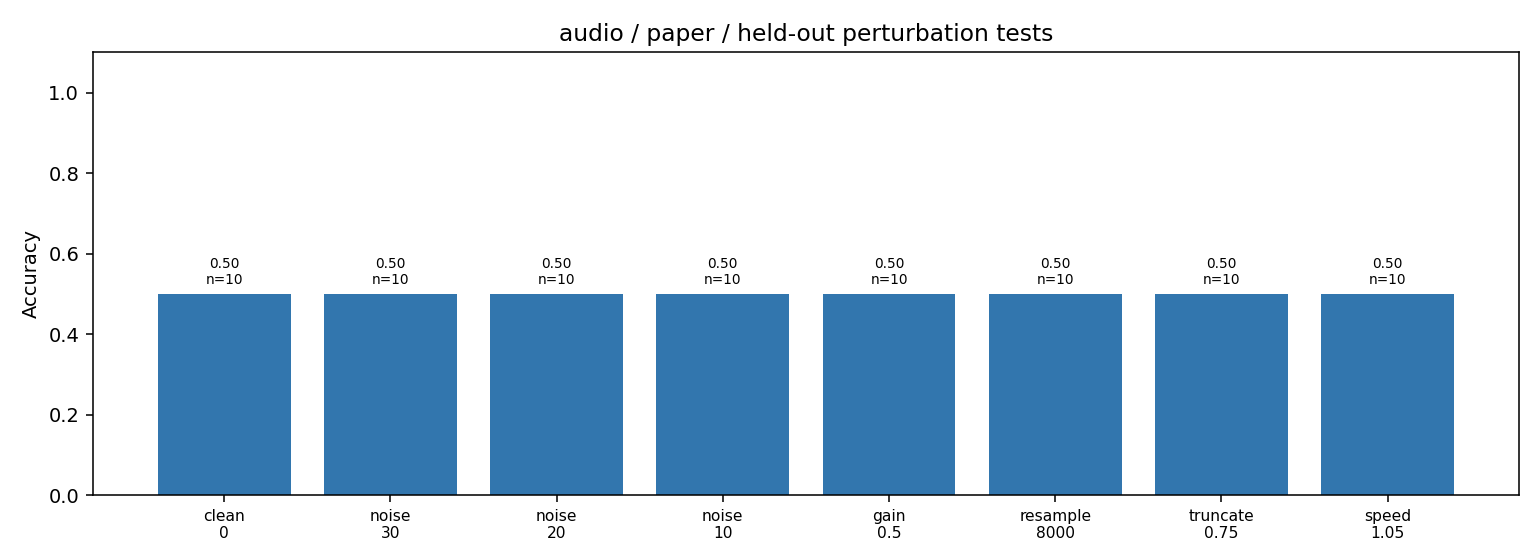 audio / paper / held-out perturbation tests
Accuracy
1.0
0.8
0.6
0.4
0.2
0.0
0.50 0.50 0.50 0.50 0.50 0.50 0.50 0.50
n=10 n=10 n=10 n=10 n=10 n=10 n=10 n=10
clean noise noise noise gain resample truncate speed
0 30 20 10 0.5 8000 0.75 1.05